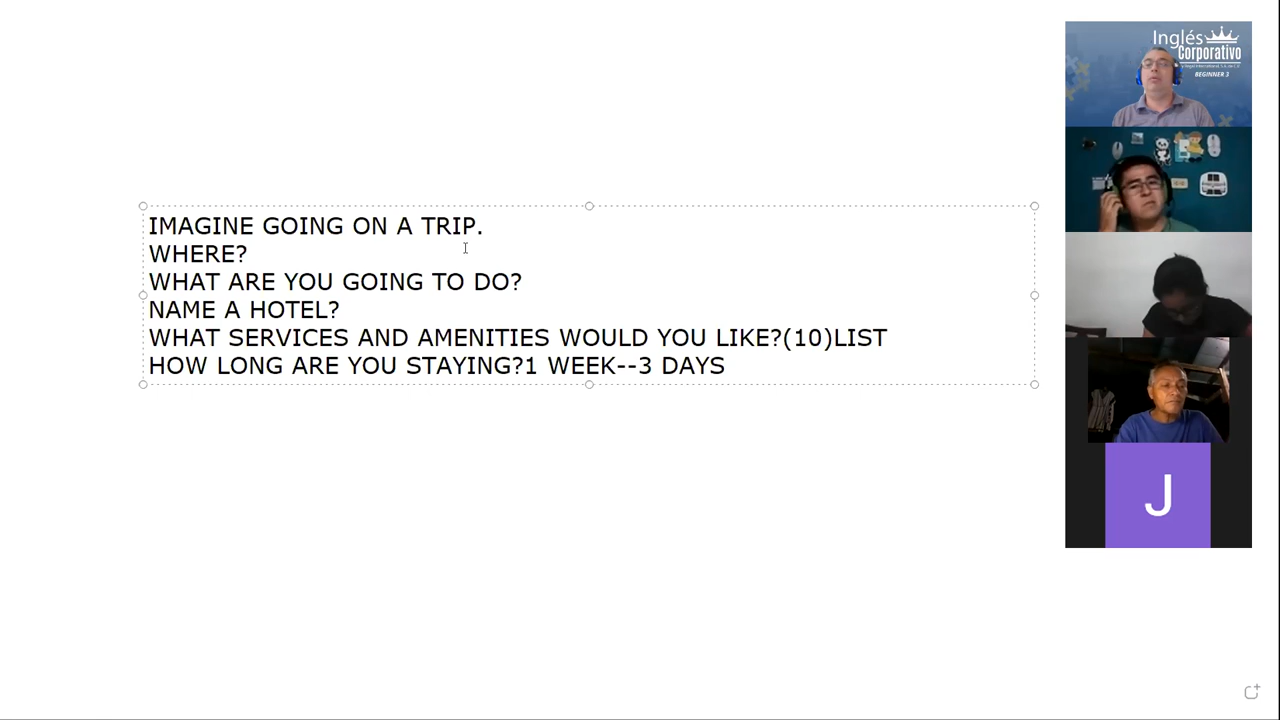 IMAGINE GOING ON A TRIP.
WHERE?
WHAT ARE YOU GOING TO DO?
NAME A HOTEL?
WHAT SERVICES AND AMENITIES WOULD YOU LIKE?(10)LIST
HOW LONG ARE YOU STAYING?1 WEEK--3 DAYS
Inglés
Corporativo
BEGINNER 3
J